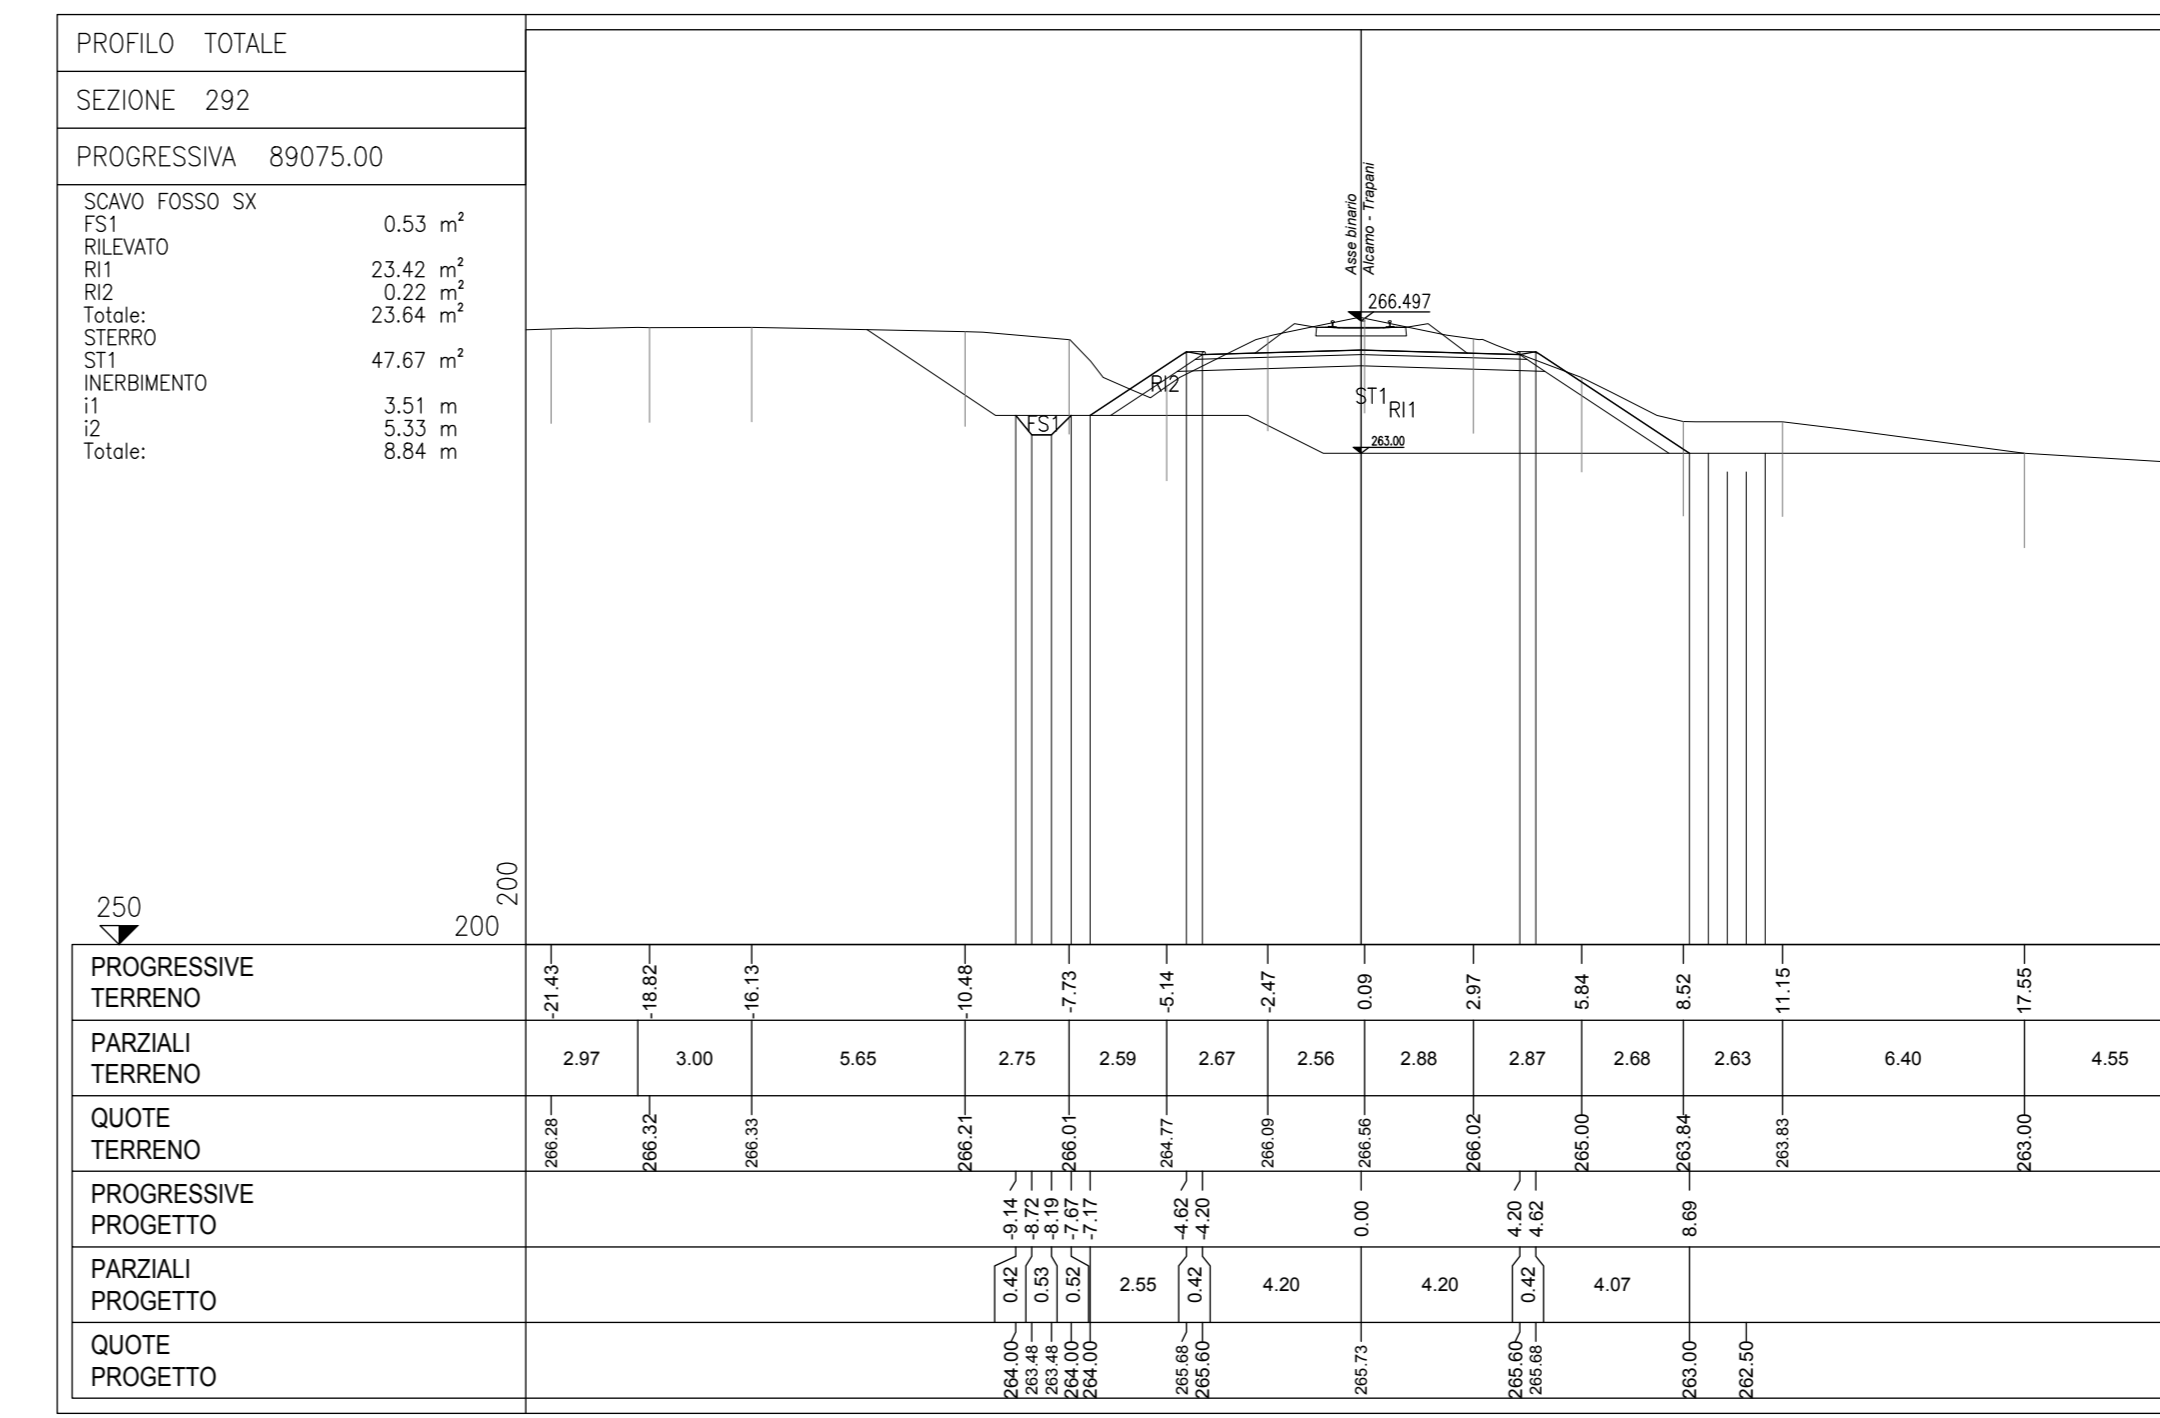 PROFILO TOTALE
SEZIONE 292
PROGRESSIVA 89075.00
SCAVO FOSSO SX
FS1 0.53 m²
RILEVATO
RI1 23.42 m²
RI2 0.22 m²
Totale: 23.64 m²
STERRO
ST1 47.67 m²
INERBIMENTO
i1 3.51 m
i2 5.33 m
Totale: 8.84 m
Asse binario
Alcamo - Trapani
266.497
RI2
ST1
RI1
FS1
263.00
200
250
200
PROGRESSIVE
TERRENO
-21.43 -18.82 -16.13 -10.48 -7.73 -5.14 -2.47 0.09 2.97 5.84 8.52 11.15 17.55
PARZIALI
TERRENO
2.97 3.00 5.65 2.75 2.59 2.67 2.56 2.88 2.87 2.68 2.63 6.40 4.55
QUOTE
TERRENO
266.28 266.32 266.33 266.21 266.01 264.77 266.09 266.56 266.02 265.00 263.84 263.83 263.00
PROGRESSIVE
PROGETTO
-9.14 -8.72 -8.19 -7.67 -7.17 -4.62 -4.20 0.00 4.20 4.62 8.69
PARZIALI
PROGETTO
0.42 0.53 0.52 2.55 0.42 4.20 4.20 0.42 4.07
QUOTE
PROGETTO
264.00 263.48 263.48 264.00 264.00 265.68 265.60 265.73 265.60 265.68 263.00 262.50